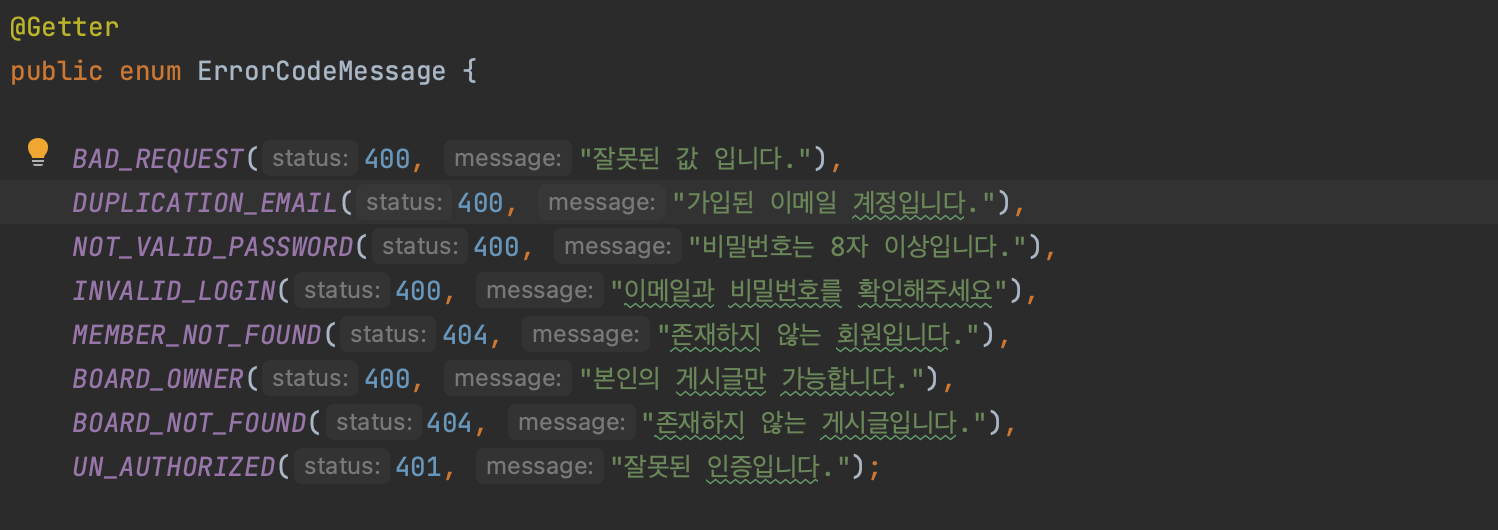 @Getter
public enum ErrorCodeMessage {
BAD_REQUEST( status: 400, message: "잘못된 값 입니다."),
DUPLICATION_EMAIL( status: 400, message: "가입된 이메일 계정입니다."),
NOT_VALID_PASSWORD( status: 400, message: "비밀번호는 8자 이상입니다."),
INVALID_LOGIN( status: 400, message: "이메일과 비밀번호를 확인해주세요"),
MEMBER_NOT_FOUND( status: 404, message: "존재하지 않는 회원입니다."),
BOARD_OWNER( status: 400, message: "본인의 게시글만 가능합니다."),
BOARD_NOT_FOUND( status: 404, message: "존재하지 않는 게시글입니다."),
UN_AUTHORIZED( status: 401, message: "잘못된 인증입니다.");